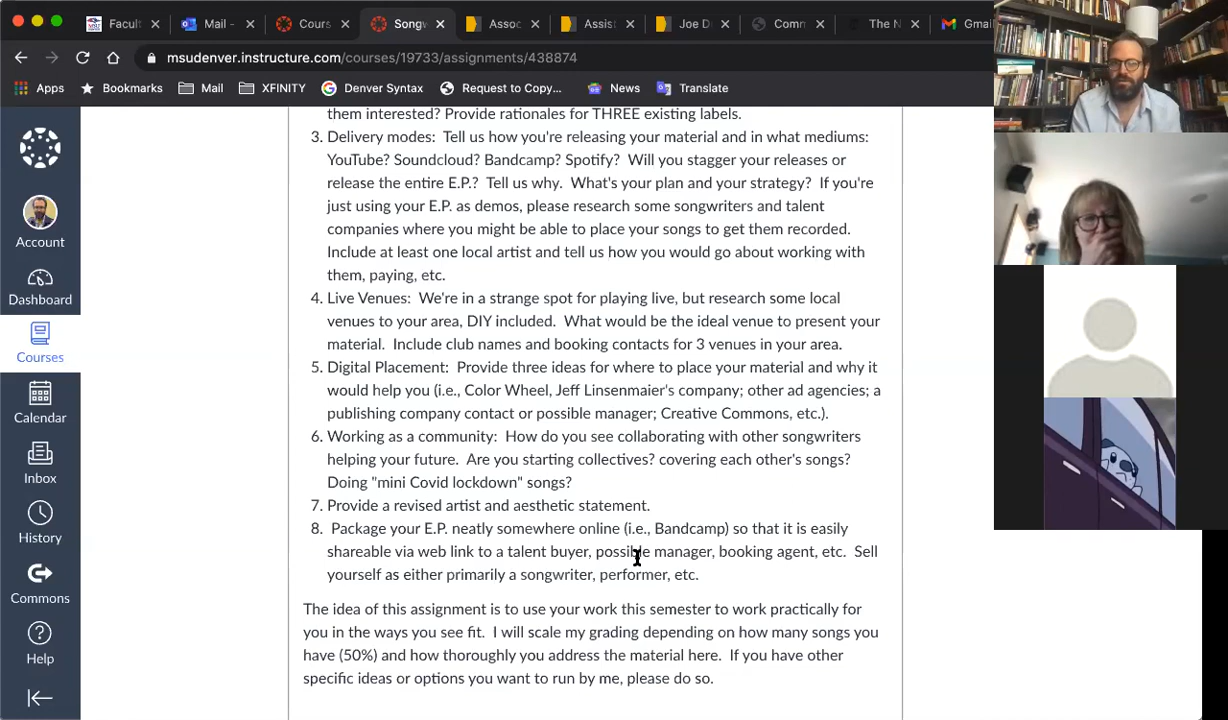 Facult
Mail -
Cours
Songw
Assoc
Assist
Joe D
Comn
The N
Gmai
msudenver.instructure.com/courses/19733/assignments/438874
Apps
Bookmarks
Mail
XFINITY
Denver Syntax
Request to Copy...
News
Translate
Account
Dashboard
Courses
Calendar
Inbox
History
Commons
Help
them interested? Provide rationales for THREE existing labels.
3. Delivery modes: Tell us how you're releasing your material and in what mediums:
YouTube? Soundcloud? Bandcamp? Spotify? Will you stagger your releases or
release the entire E.P.? Tell us why. What's your plan and your strategy? If you're
just using your E.P. as demos, please research some songwriters and talent
companies where you might be able to place your songs to get them recorded.
Include at least one local artist and tell us how you would go about working with
them, paying, etc.
4. Live Venues: We're in a strange spot for playing live, but research some local
venues to your area, DIY included. What would be the ideal venue to present your
material. Include club names and booking contacts for 3 venues in your area.
5. Digital Placement: Provide three ideas for where to place your material and why it
would help you (i.e., Color Wheel, Jeff Linsenmaier's company; other ad agencies; a
publishing company contact or possible manager; Creative Commons, etc.).
6. Working as a community: How do you see collaborating with other songwriters
helping your future. Are you starting collectives? covering each other's songs?
Doing "mini Covid lockdown" songs?
7. Provide a revised artist and aesthetic statement.
8. Package your E.P. neatly somewhere online (i.e., Bandcamp) so that it is easily
shareable via web link to a talent buyer, possible manager, booking agent, etc. Sell
yourself as either primarily a songwriter, performer, etc.
The idea of this assignment is to use your work this semester to work practically for
you in the ways you see fit. I will scale my grading depending on how many songs you
have (50%) and how thoroughly you address the material here. If you have other
specific ideas or options you want to run by me, please do so.